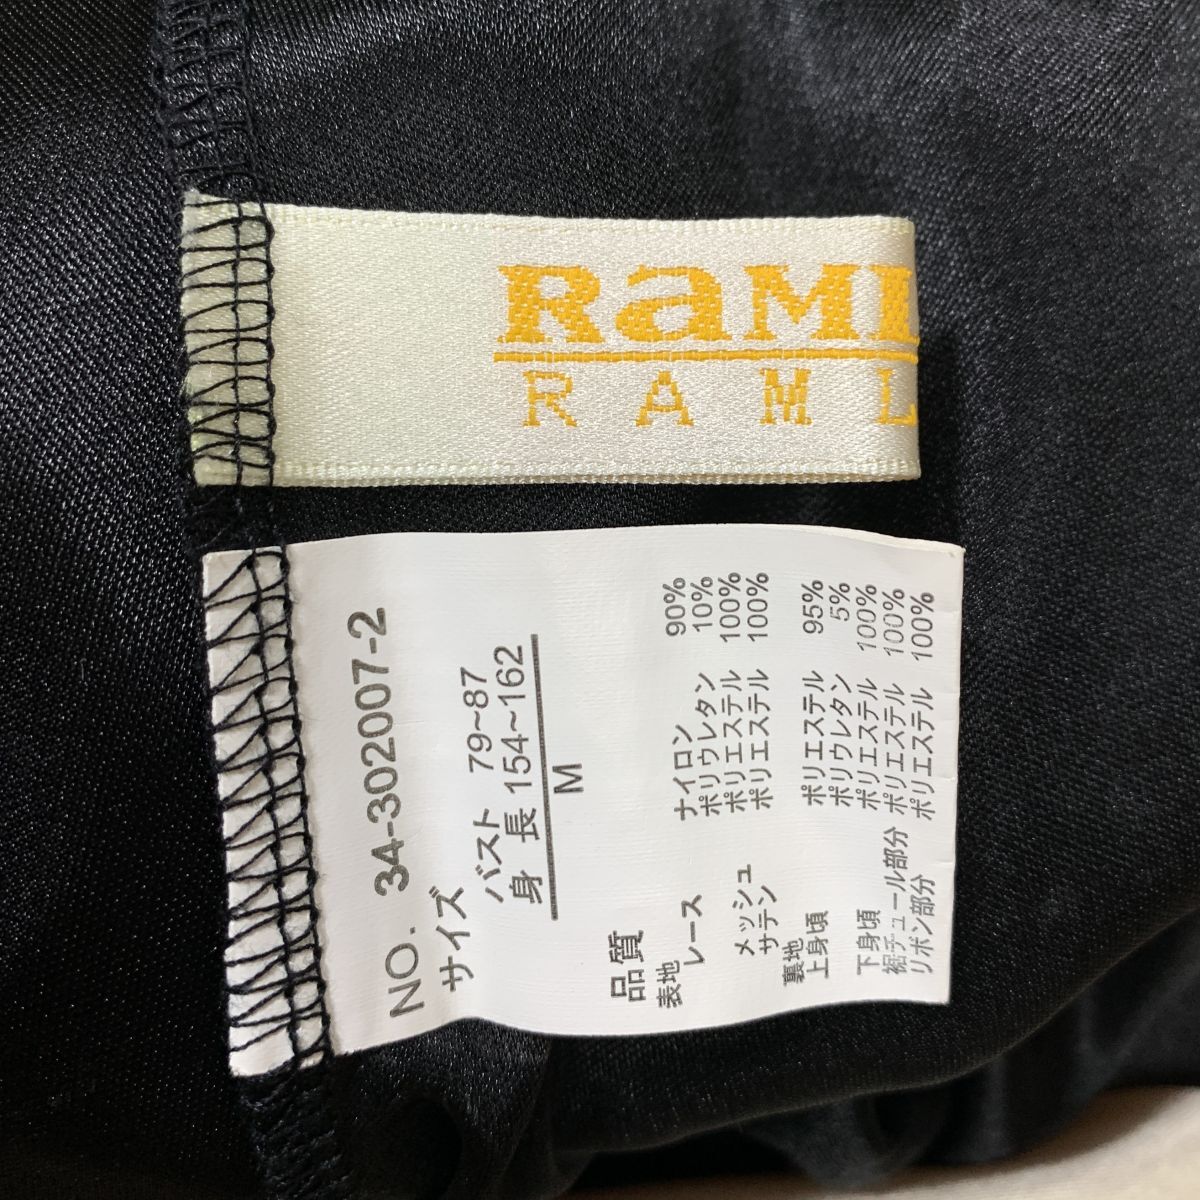 RaML
RAML
NO. 34-302007-2
サイズ
バスト 79~87
身長 154~162
M
品質
表地
レース ナイロン 90%
ポリウレタン 10%
メッシュ ポリエステル 100%
サテン ポリエステル 100%
裏地
上身頃 ポリエステル 95%
ポリウレタン 5%
下身頃 ポリエステル 100%
裾チュール部分 ポリエステル 100%
リボン部分 ポリエステル 100%